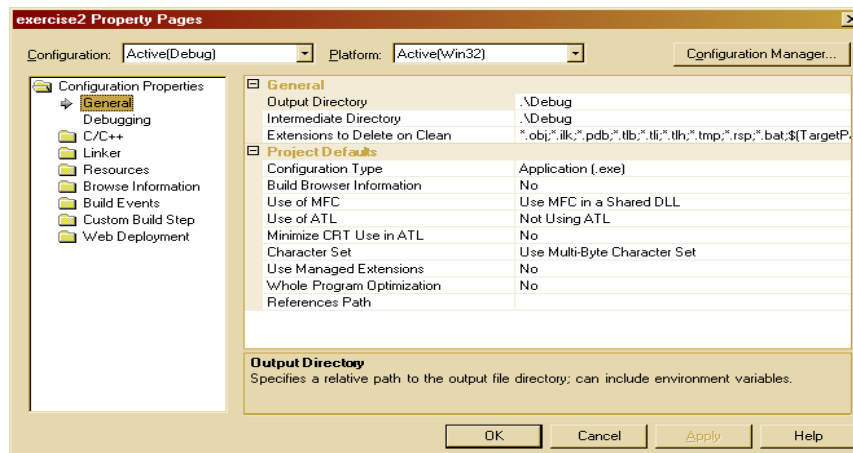 exercise2 Property Pages
Configuration: Active(Debug) Platform: Active(Win32) Configuration Manager...
Configuration Properties
General
Debugging
C/C++
Linker
Resources
Browse Information
Build Events
Custom Build Step
Web Deployment
General
Output Directory .\Debug
Intermediate Directory .\Debug
Extensions to Delete on Clean *.obj;*.ilk;*.pdb;*.tlb;*.tli;*.tlh;*.tmp;*.rsp;*.bat;$(TargetP
Project Defaults
Configuration Type Application (.exe)
Build Browser Information No
Use of MFC Use MFC in a Shared DLL
Use of ATL Not Using ATL
Minimize CRT Use in ATL No
Character Set Use Multi-Byte Character Set
Use Managed Extensions No
Whole Program Optimization No
References Path
Output Directory
Specifies a relative path to the output file directory; can include environment variables.
OK Cancel Apply Help